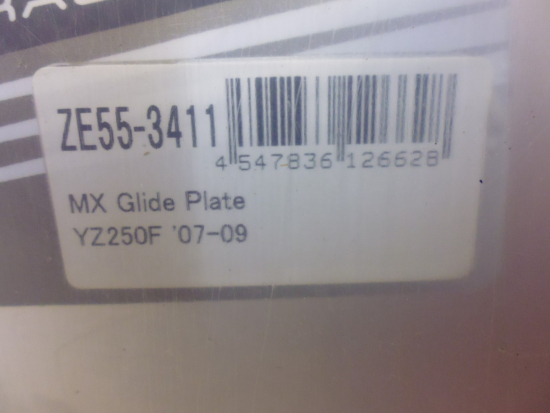 ZE55-3411
4 547836 126628
MX Glide Plate
YZ250F '07-09